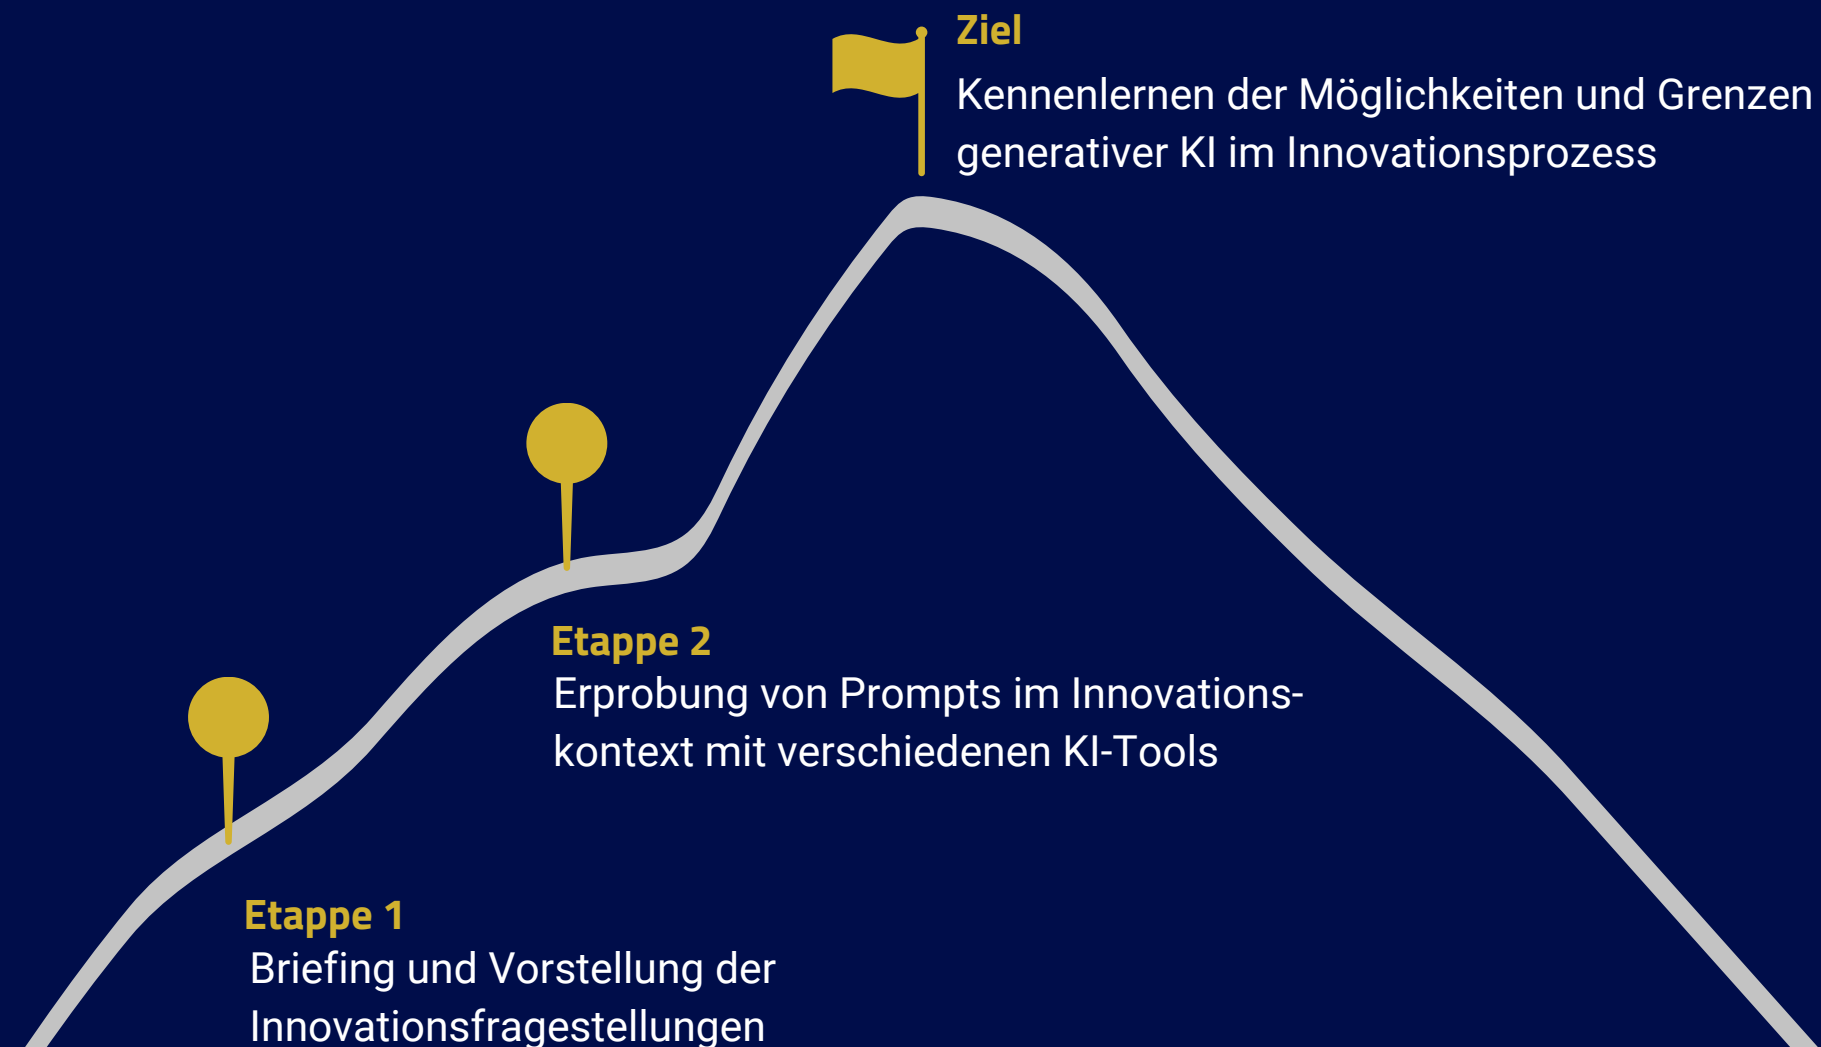 Ziel
Kennenlernen der Möglichkeiten und Grenzen
generativer KI im Innovationsprozess
Etappe 2
Erprobung von Prompts im Innovations-
kontext mit verschiedenen KI-Tools
Etappe 1
Briefing und Vorstellung der
Innovationsfragestellungen